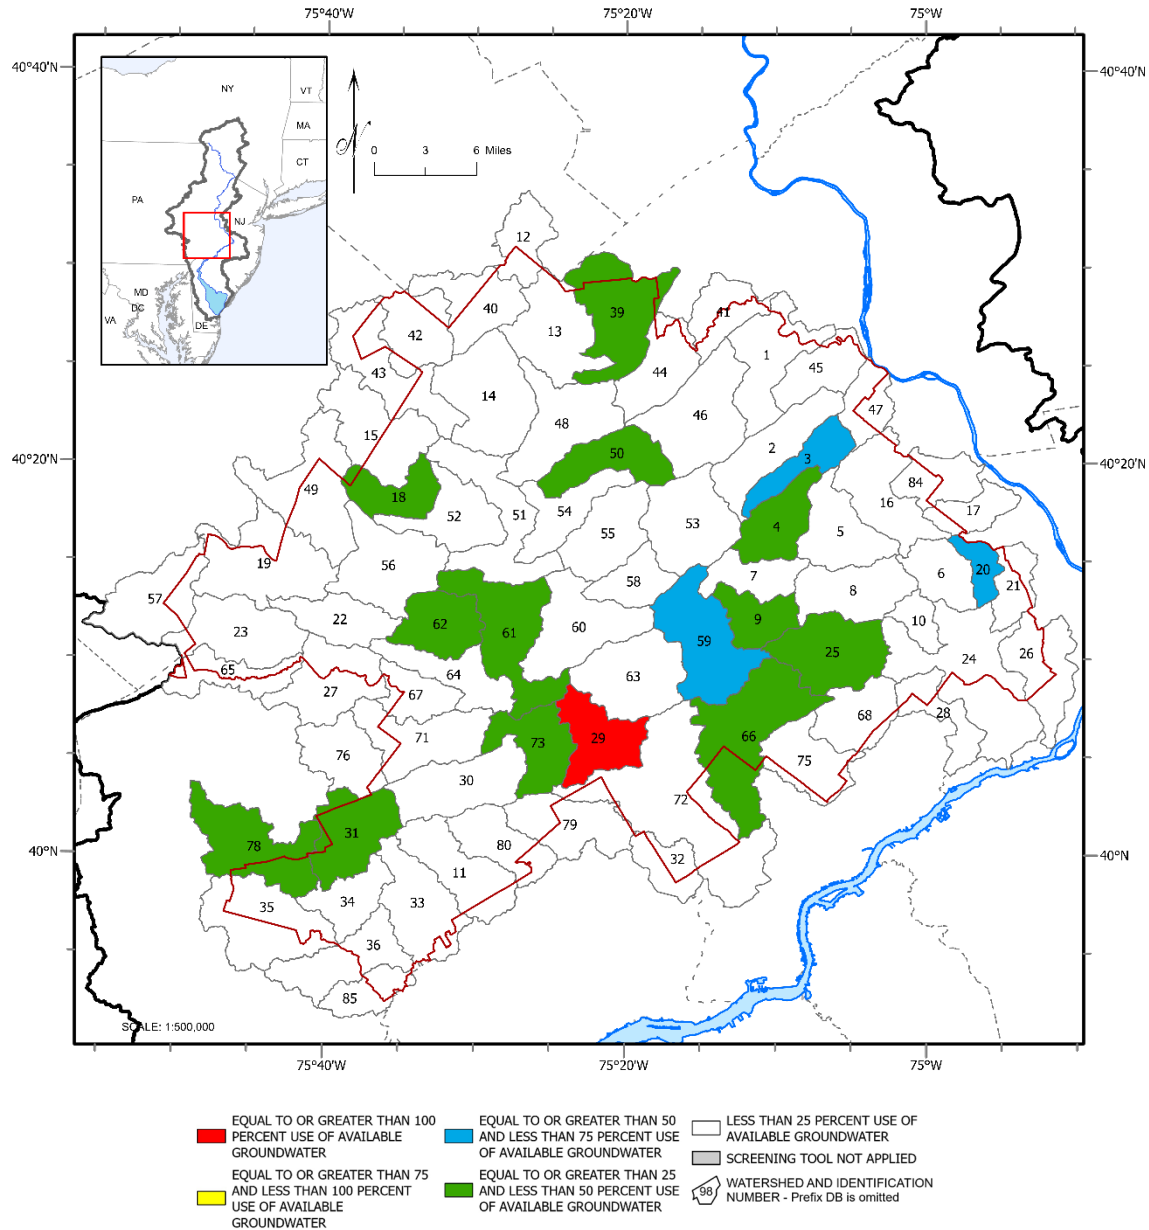 75°40'W 75°20'W 75°W
40°40'N 40°40'N
NY VT
MA
CT
PA NJ
MD
DC
VA DE
N
0 3 6 Miles
12
39 41
40
13 1
42
44 45
43
14 46 47
48
15 2
40°20'N 50 3 40°20'N
49 18 84
52 51 54 16 17
53 4 5
55
19 56
58 7 6 20 21
57 8
22 62 61 60 59 9 10
23 25 24 26
65 64 63
27 67 28
68
71 73 29 66
76 75
30
72
79
40°N 78 31 80 32 40°N
11
35 34 33
36
85
SCALE: 1:500,000
75°40'W 75°20'W 75°W
EQUAL TO OR GREATER THAN 100
PERCENT USE OF AVAILABLE
GROUNDWATER
EQUAL TO OR GREATER THAN 75
AND LESS THAN 100 PERCENT
USE OF AVAILABLE
GROUNDWATER
EQUAL TO OR GREATER THAN 50
AND LESS THAN 75 PERCENT USE
OF AVAILABLE GROUNDWATER
EQUAL TO OR GREATER THAN 25
AND LESS THAN 50 PERCENT USE
OF AVAILABLE GROUNDWATER
LESS THAN 25 PERCENT USE OF
AVAILABLE GROUNDWATER
SCREENING TOOL NOT APPLIED
98
WATERSHED AND IDENTIFICATION
NUMBER - Prefix DB is omitted